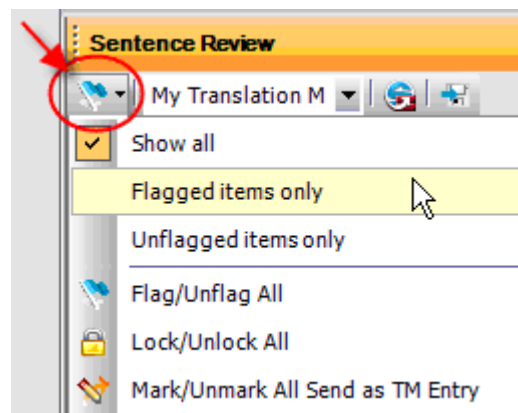 Sentence Review
My Translation M
Show all
Flagged items only
Unflagged items only
Flag/Unflag All
Lock/Unlock All
Mark/Unmark All Send as TM Entry